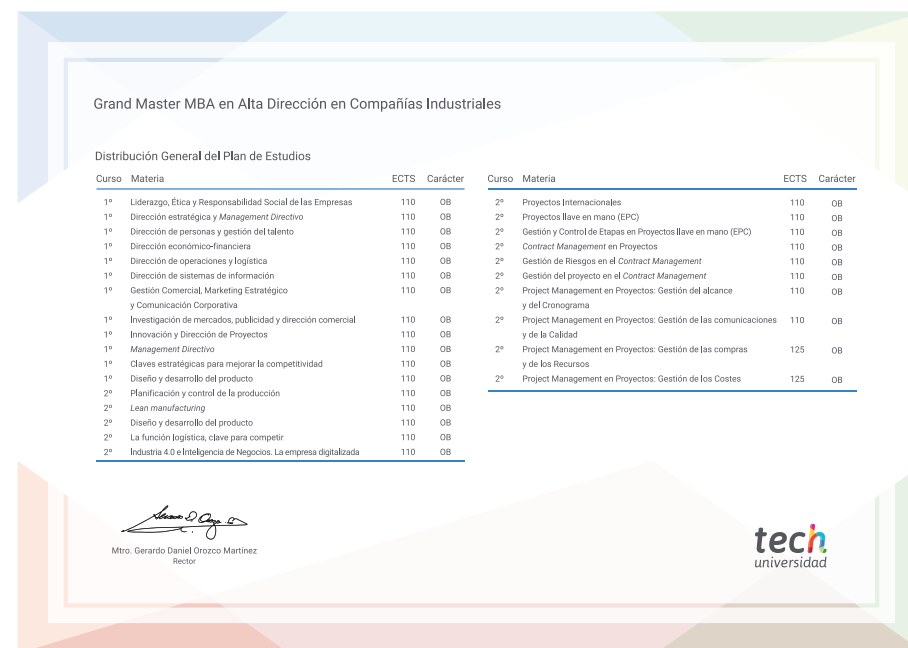 Grand Master MBA en Alta Dirección en Compañías Industriales
Distribución General del Plan de Estudios
Curso Materia ECTS Carácter
1º Liderazgo, Ética y Responsabilidad Social de las Empresas 110 OB
1º Dirección estratégica y Management Directivo 110 OB
1º Dirección de personas y gestión del talento 110 OB
1º Dirección económico-financiera 110 OB
1º Dirección de operaciones y logística 110 OB
1º Dirección de sistemas de información 110 OB
1º Gestión Comercial, Marketing Estratégico 110 OB
y Comunicación Corporativa
1º Investigación de mercados, publicidad y dirección comercial 110 OB
1º Innovación y Dirección de Proyectos 110 OB
1º Management Directivo 110 OB
1º Claves estratégicas para mejorar la competitividad 110 OB
1º Diseño y desarrollo del producto 110 OB
2º Planificación y control de la producción 110 OB
2º Lean manufacturing 110 OB
2º Diseño y desarrollo del producto 110 OB
2º La función logística, clave para competir 110 OB
2º Industria 4.0 e Inteligencia de Negocios. La empresa digitalizada 110 OB
Curso Materia ECTS Carácter
2º Proyectos Internacionales 110 OB
2º Proyectos llave en mano (EPC) 110 OB
2º Gestión y Control de Etapas en Proyectos llave en mano (EPC) 110 OB
2º Contract Management en Proyectos 110 OB
2º Gestión de Riesgos en el Contract Management 110 OB
2º Gestión del proyecto en el Contract Management 110 OB
2º Project Management en Proyectos: Gestión del alcance 110 OB
y del Cronograma
2º Project Management en Proyectos: Gestión de las comunicaciones 110 OB
y de la Calidad
2º Project Management en Proyectos: Gestión de las compras 125 OB
y de los Recursos
2º Project Management en Proyectos: Gestión de los Costes 125 OB
Mtro. Gerardo Daniel Orozco Martínez
Rector
tech
universidad